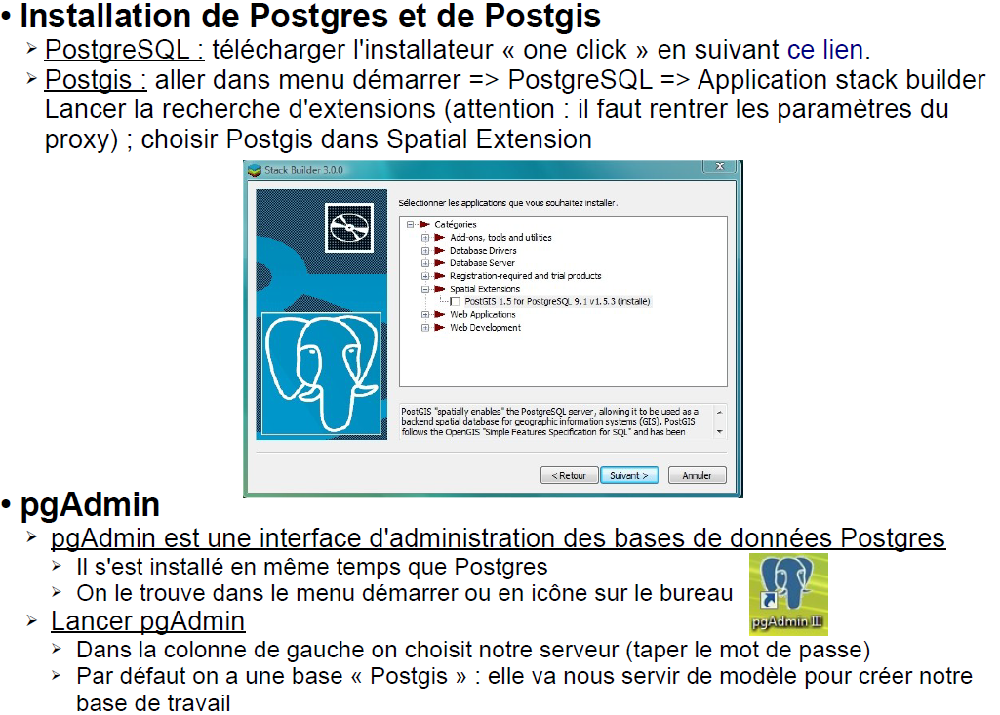 • Installation de Postgres et de Postgis
➢ PostgreSQL : télécharger l'installateur « one click » en suivant ce lien.
➢ Postgis : aller dans menu démarrer => PostgreSQL => Application stack builder
Lancer la recherche d'extensions (attention : il faut rentrer les paramètres du
proxy) ; choisir Postgis dans Spatial Extension
Stack Builder 3.0.0
Sélectionner les applications que vous souhaitez installer.
Catégories
Add-ons, tools and utilities
Database Drivers
Database Server
Registration-required and trial products
Spatial Extensions
PostGIS 1.5 for PostgreSQL 9.1 v1.5.3 (installé)
Web Applications
Web Development
PostGIS "spatially enables" the PostgreSQL server, allowing it to be used as a
backend spatial database for geographic information systems (GIS). PostGIS
follows the OpenGIS "Simple Features Specification for SQL" and has been
< Retour Suivant > Annuler
• pgAdmin
➢ pgAdmin est une interface d'administration des bases de données Postgres
➢ Il s'est installé en même temps que Postgres
➢ On le trouve dans le menu démarrer ou en icône sur le bureau
pgAdmin III
➢ Lancer pgAdmin
➢ Dans la colonne de gauche on choisit notre serveur (taper le mot de passe)
➢ Par défaut on a une base « Postgis » : elle va nous servir de modèle pour créer notre
base de travail